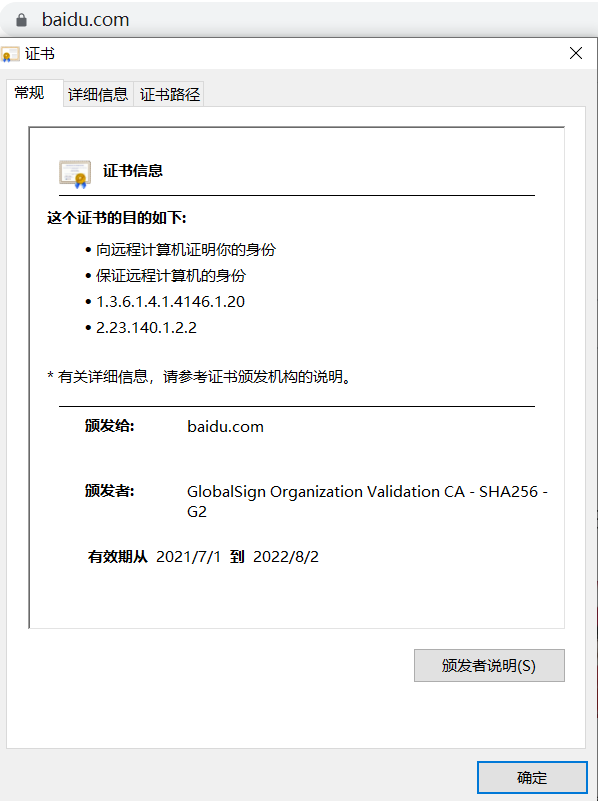 baidu.com
证书
常规 详细信息 证书路径
证书信息
这个证书的目的如下:
• 向远程计算机证明你的身份
• 保证远程计算机的身份
• 1.3.6.1.4.1.4146.1.20
• 2.23.140.1.2.2
* 有关详细信息，请参考证书颁发机构的说明。
颁发给: baidu.com
颁发者: GlobalSign Organization Validation CA - SHA256 -
G2
有效期从 2021/7/1 到 2022/8/2
颁发者说明(S)
确定